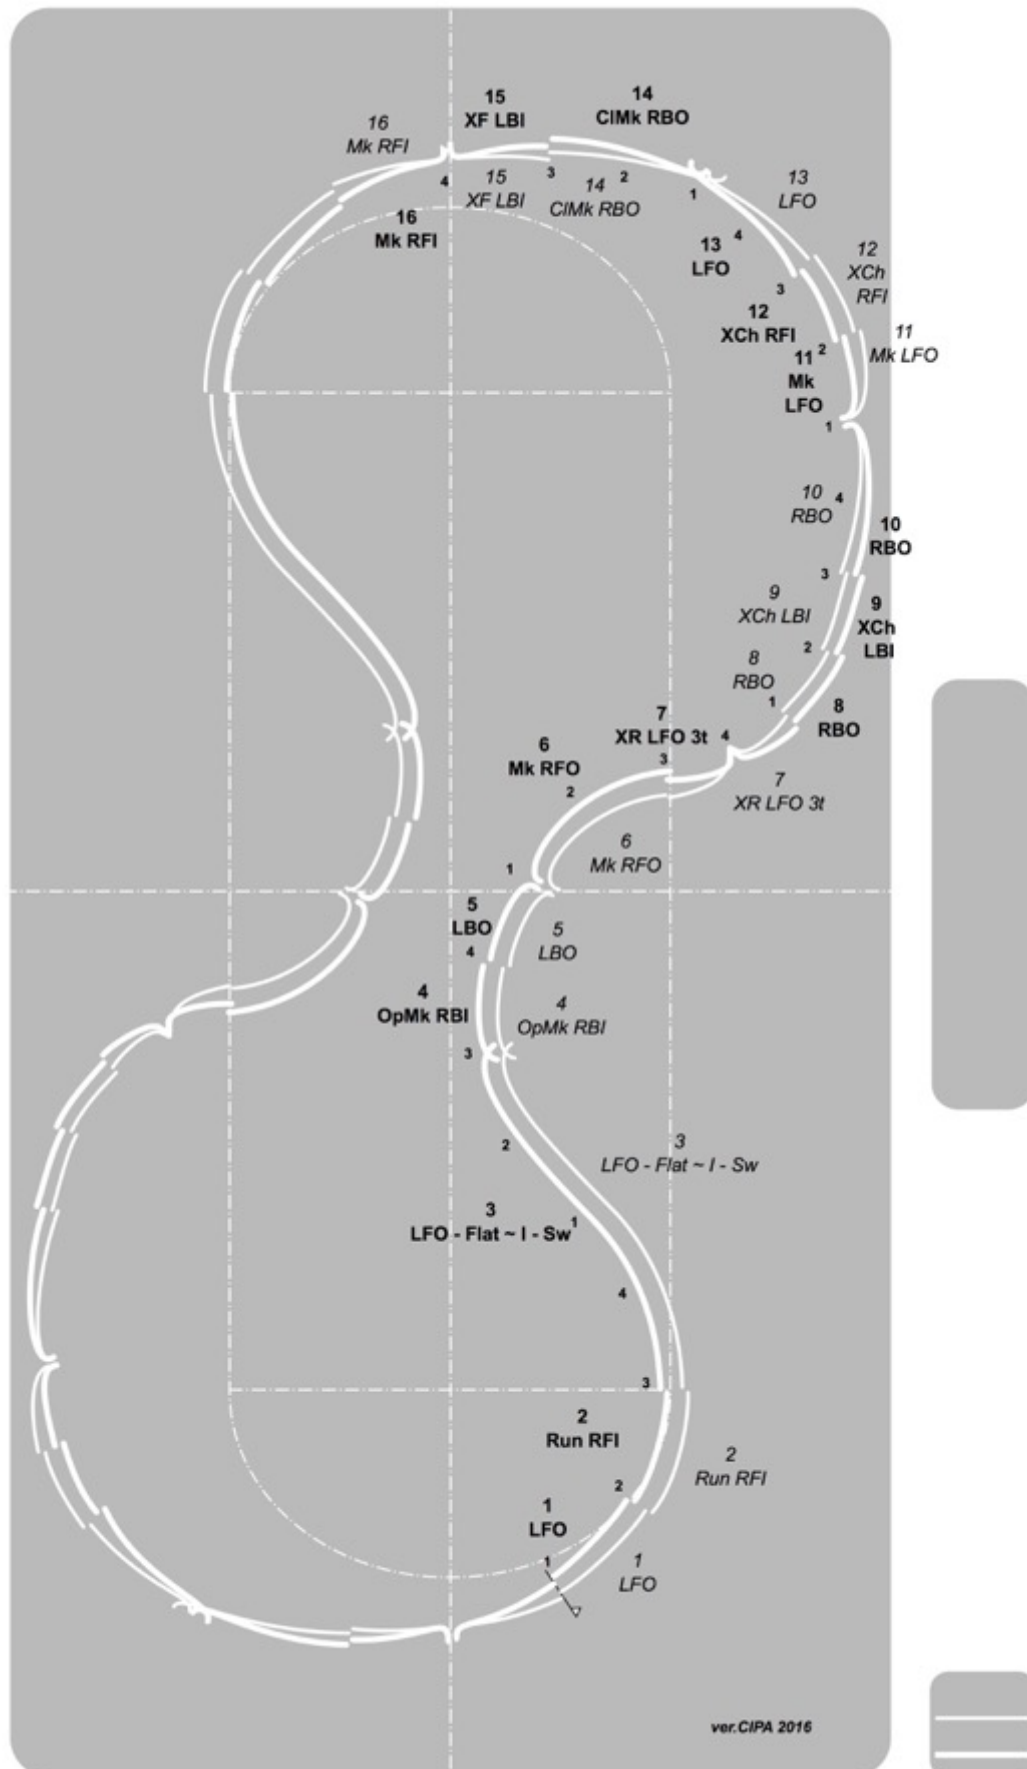 15
XF LBI
14
ClMk RBO
16
Mk RFI
4
15
XF LBI
3
14
ClMk RBO
2
1
13
LFO
16
Mk RFI
4
13
LFO
3
12
XCh
RFI
12
XCh RFI
11
Mk LFO
2
11
Mk
LFO
1
10
RBO
4
10
RBO
3
9
XCh LBI
9
XCh
LBI
2
8
RBO
1
8
RBO
7
XR LFO 3t
4
3
6
Mk RFO
2
7
XR LFO 3t
6
Mk RFO
1
5
LBO
5
LBO
4
4
OpMk RBI
4
OpMk RBI
3
2
3
LFO - Flat ~ I - Sw
3
LFO - Flat ~ I - Sw
1
4
3
2
Run RFI
2
Run RFI
2
1
LFO
1
1
LFO
ver.CIPA 2016